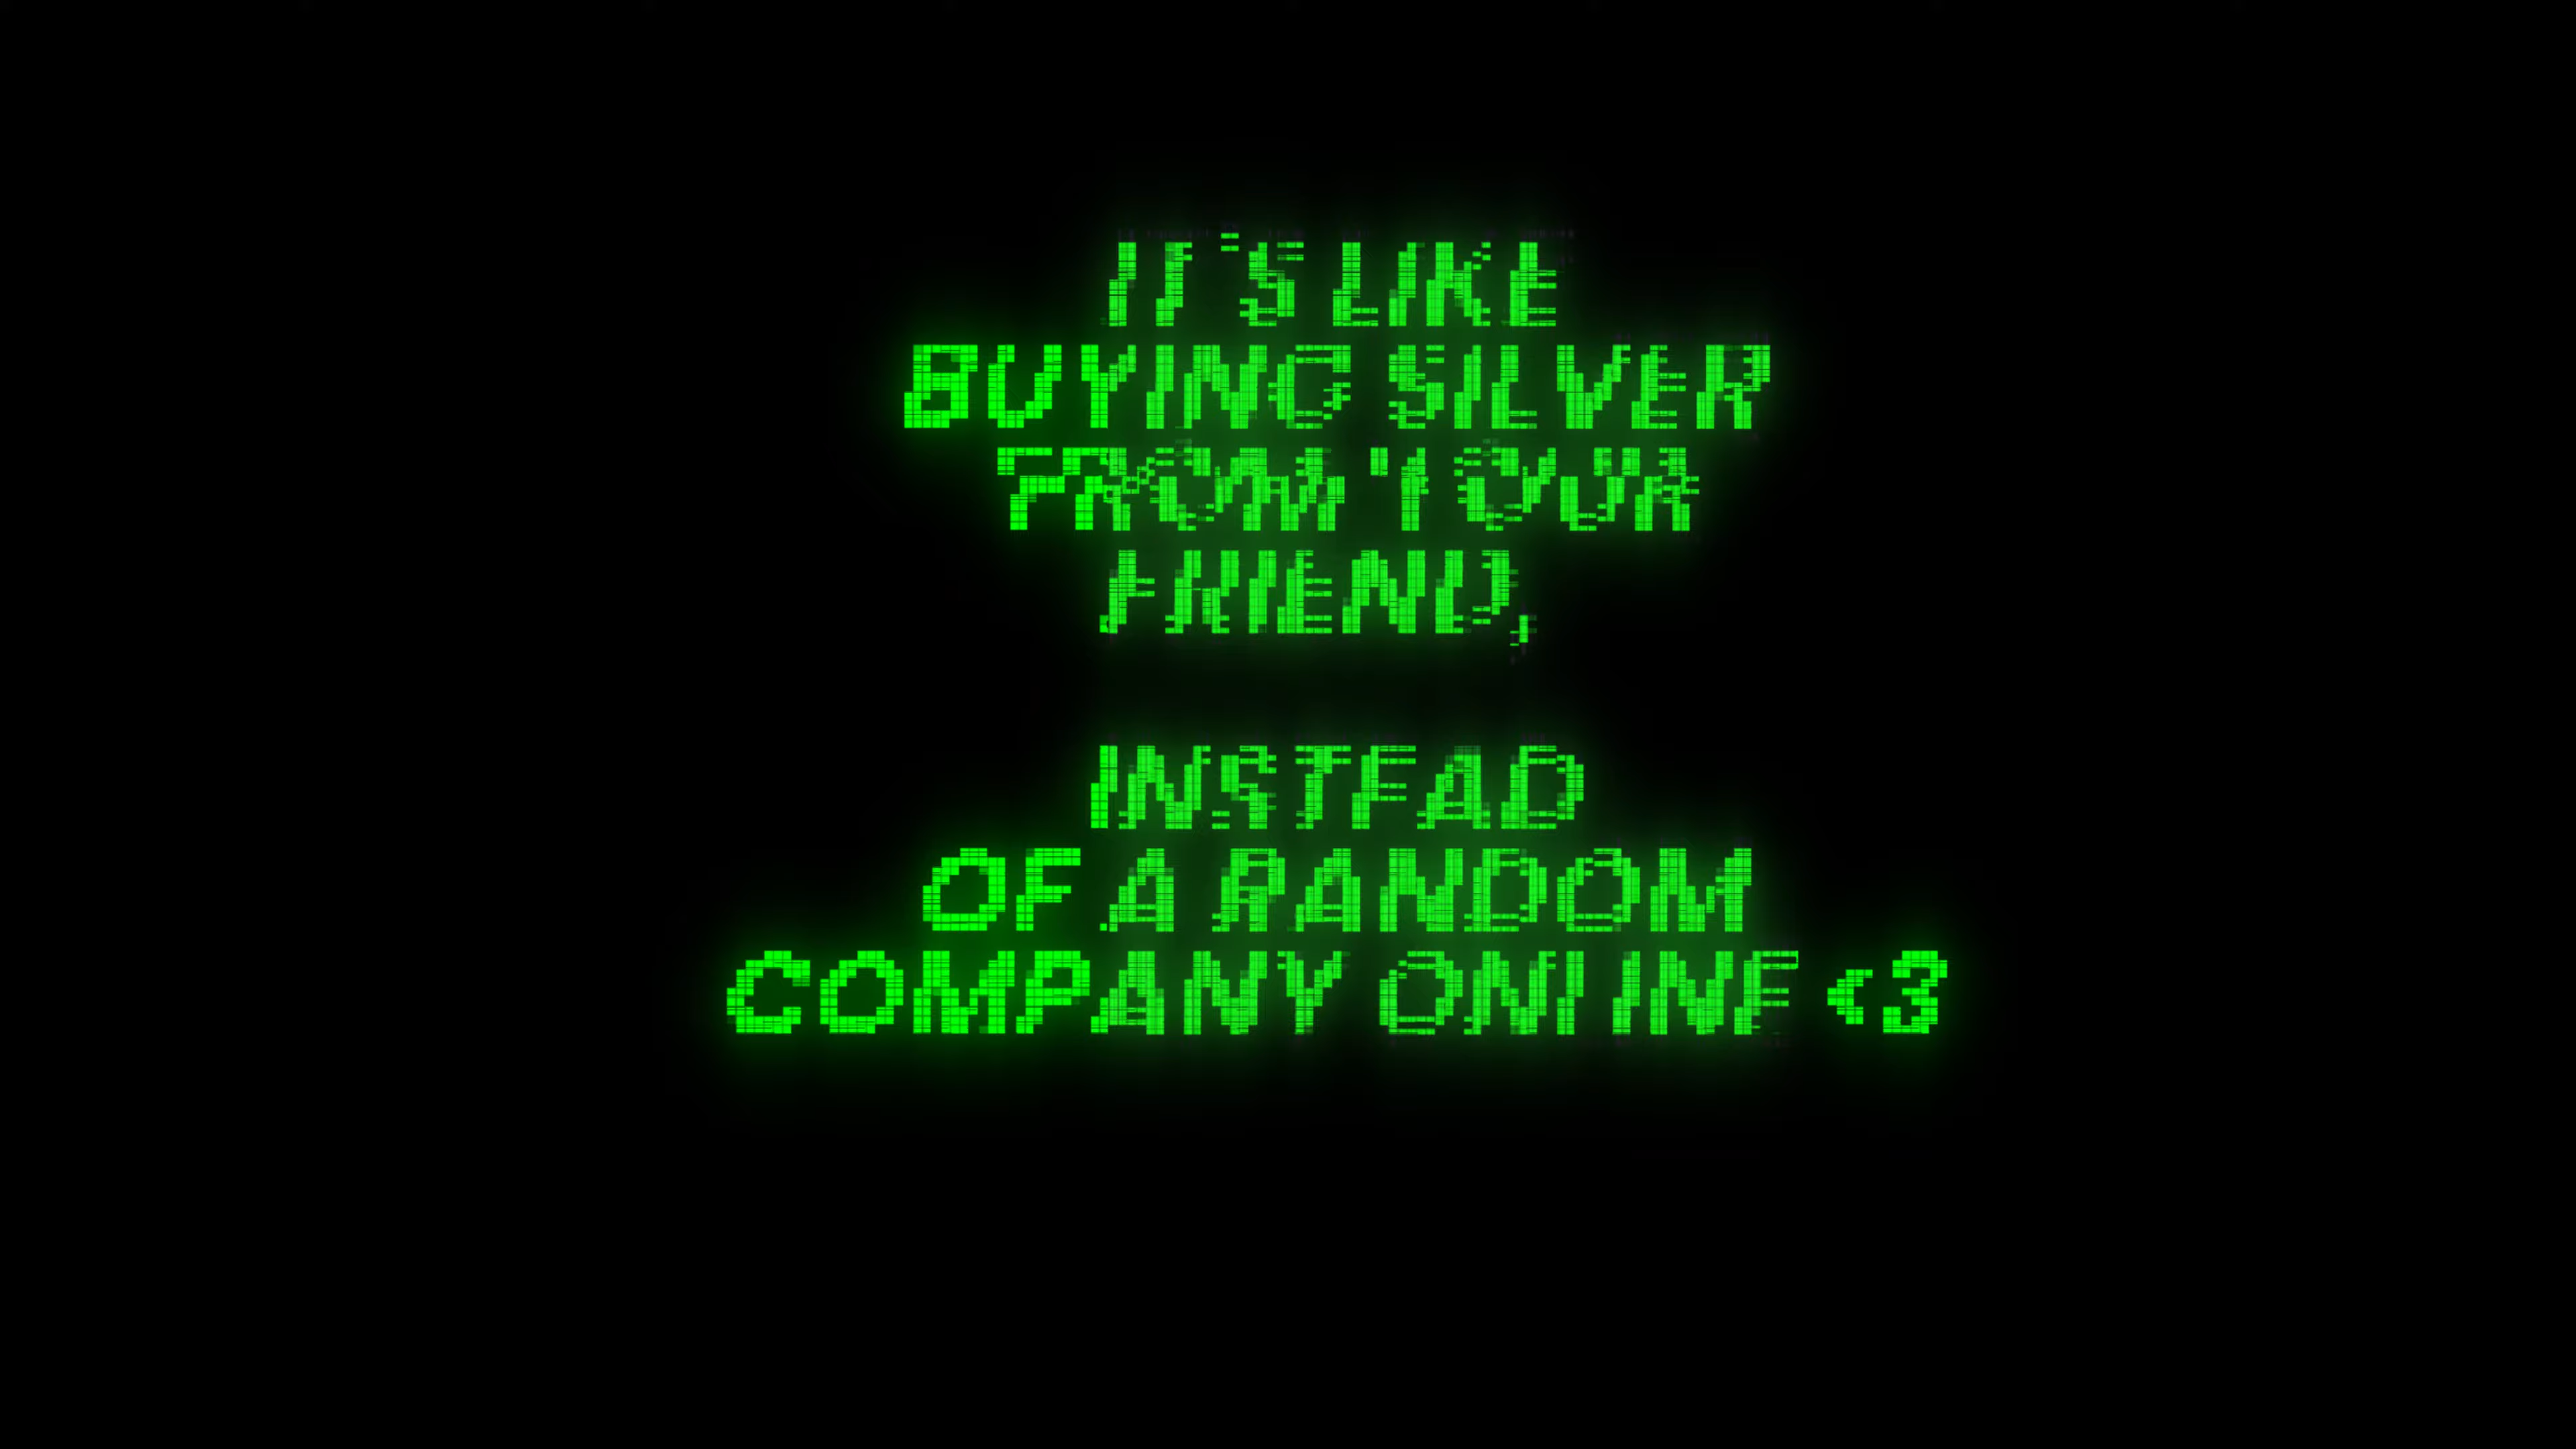 IT'S LIKE
BUYING SILVER
FROM YOUR
FRIEND,
INSTEAD
OF A RANDOM
COMPANY ONLINE <3